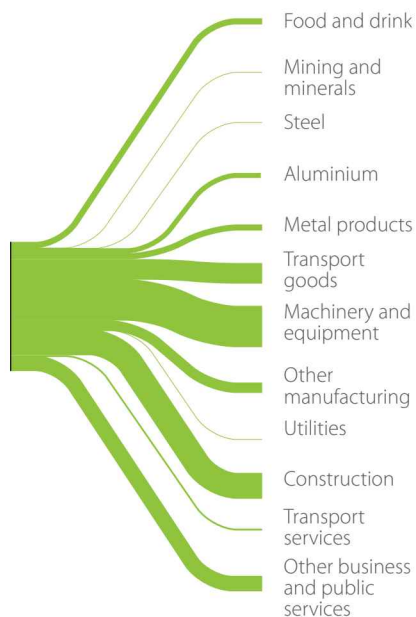 Food and drink
Mining and
minerals
Steel
Aluminium
Metal products
Transport
goods
Machinery and
equipment
Other
manufacturing
Utilities
Construction
Transport
services
Other business
and public
services